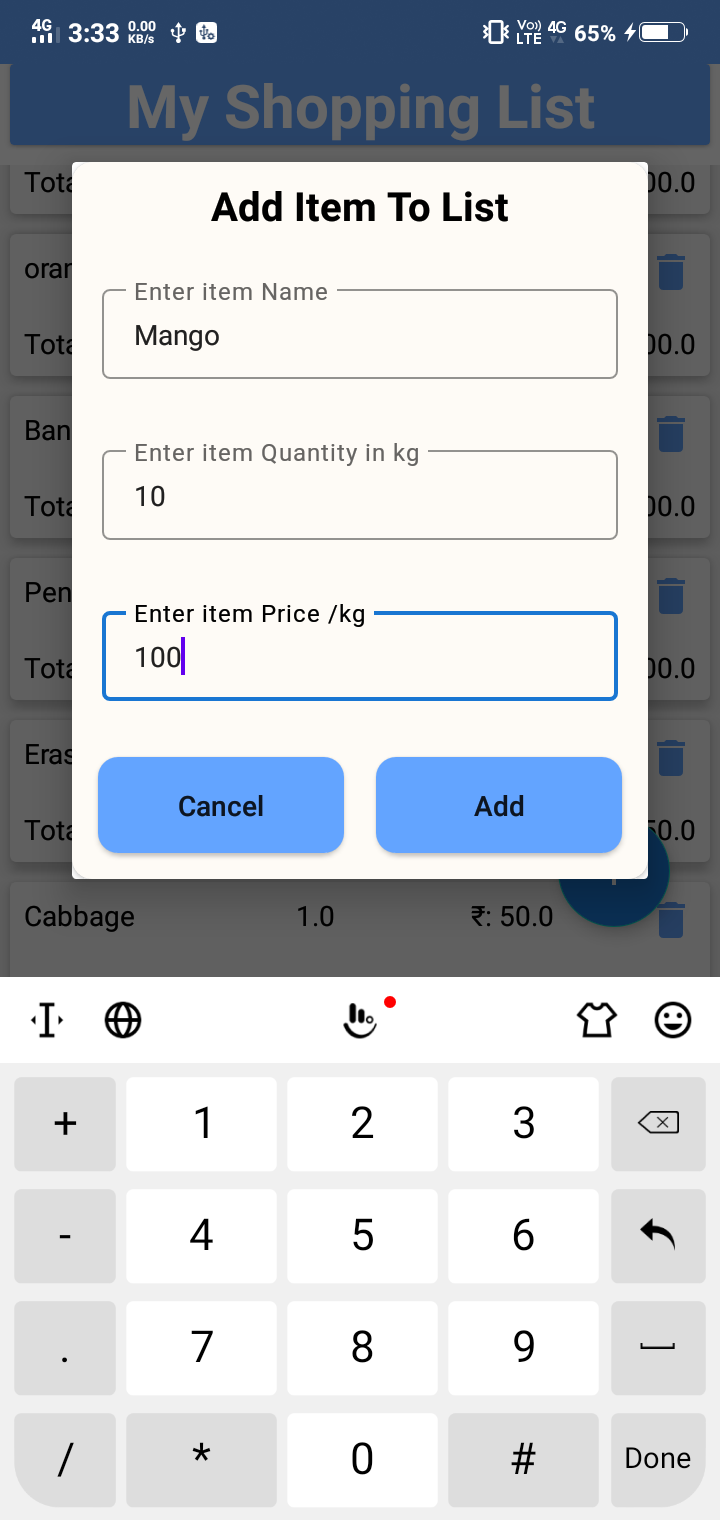 4G 3:33 0.00 KB/s Vo)) LTE 4G 65%
My Shopping List
Tota 00.0
Add Item To List
oran
Enter item Name
Mango
Tota 00.0
Ban
Enter item Quantity in kg
10
Tota 00.0
Pen
Enter item Price /kg
100
Tota 00.0
Eras
Cancel Add
Tota 50.0
Cabbage 1.0 ₹: 50.0
+ 1 2 3
- 4 5 6
. 7 8 9
/ * 0 # Done